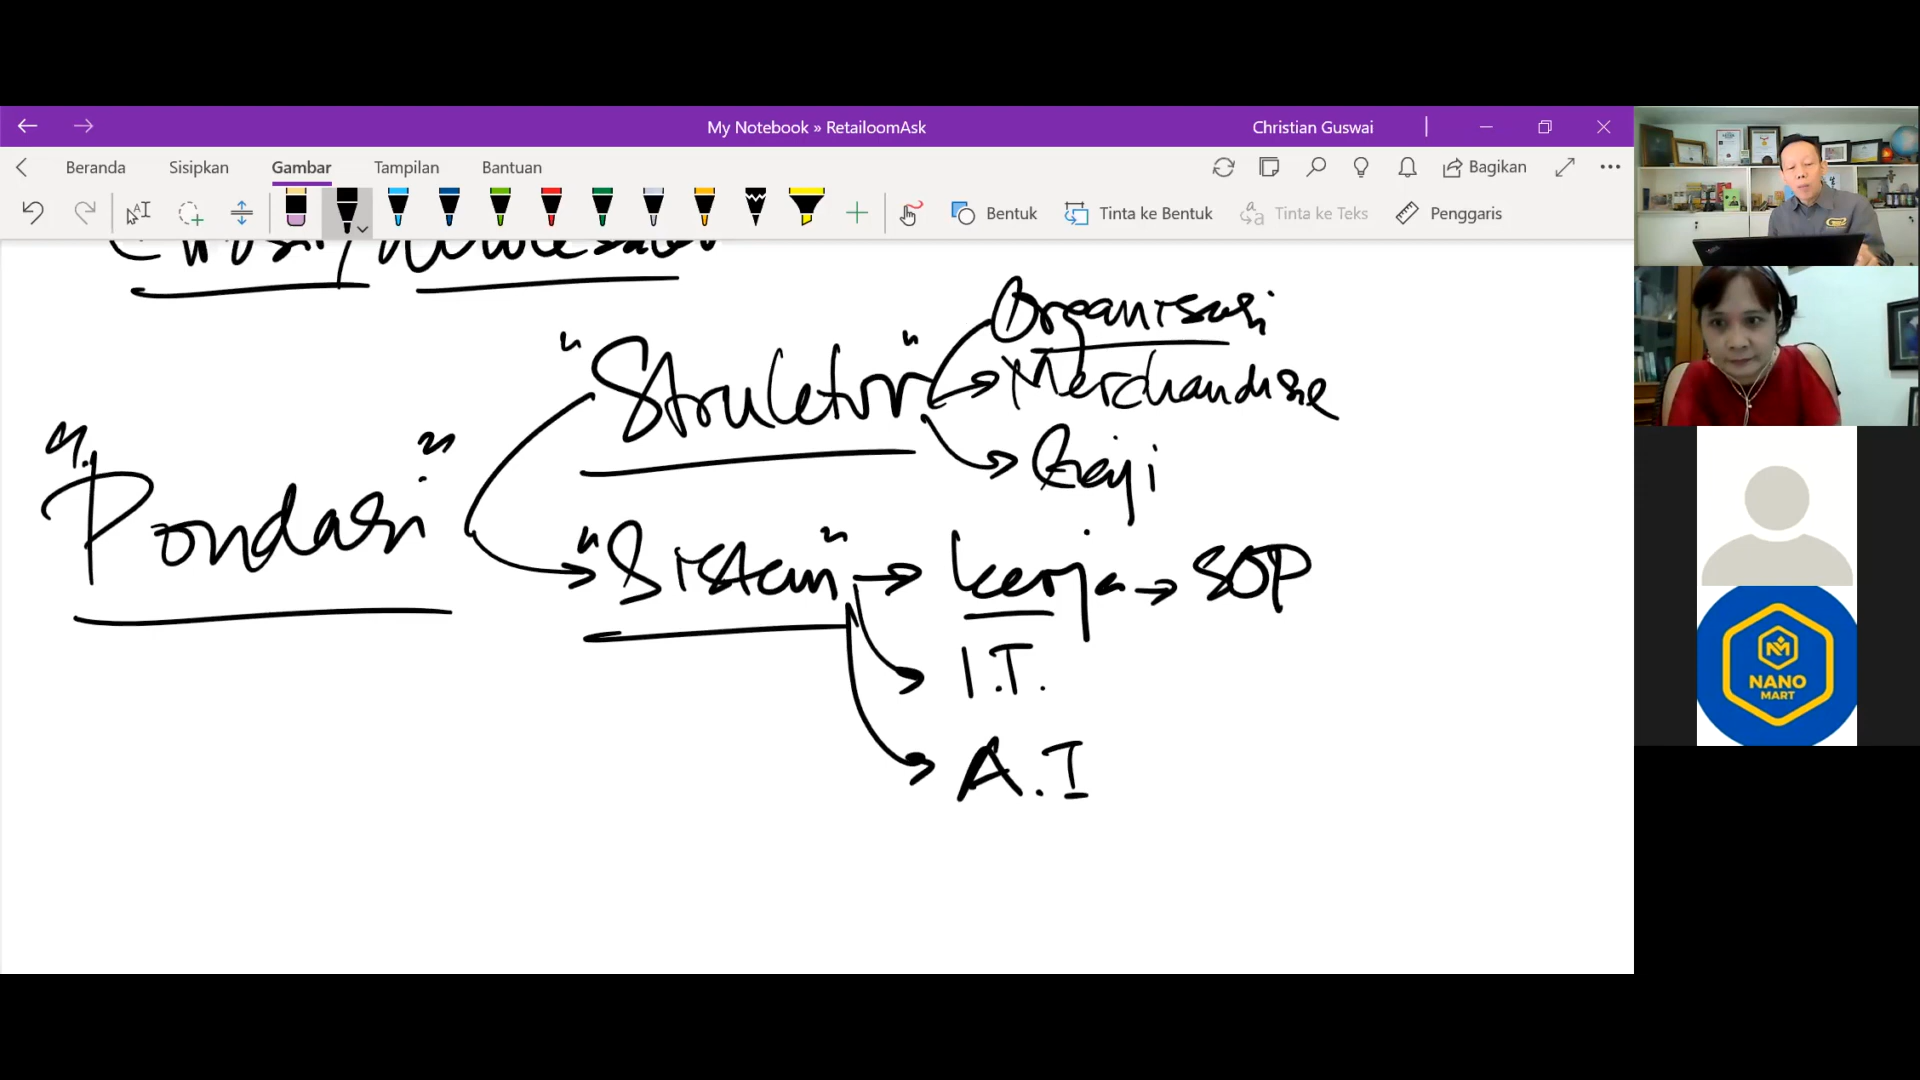 My Notebook » RetailoomAsk
Christian Guswai
Beranda Sisipkan Gambar Tampilan Bantuan
Bagikan
Bentuk Tinta ke Bentuk Tinta ke Teks Penggaris
Organisasi
"Struktur"
Merchandise
Gaji
"Pondasi"
"Sistem" Kerja SOP
I.T.
A.I
NANO
MART